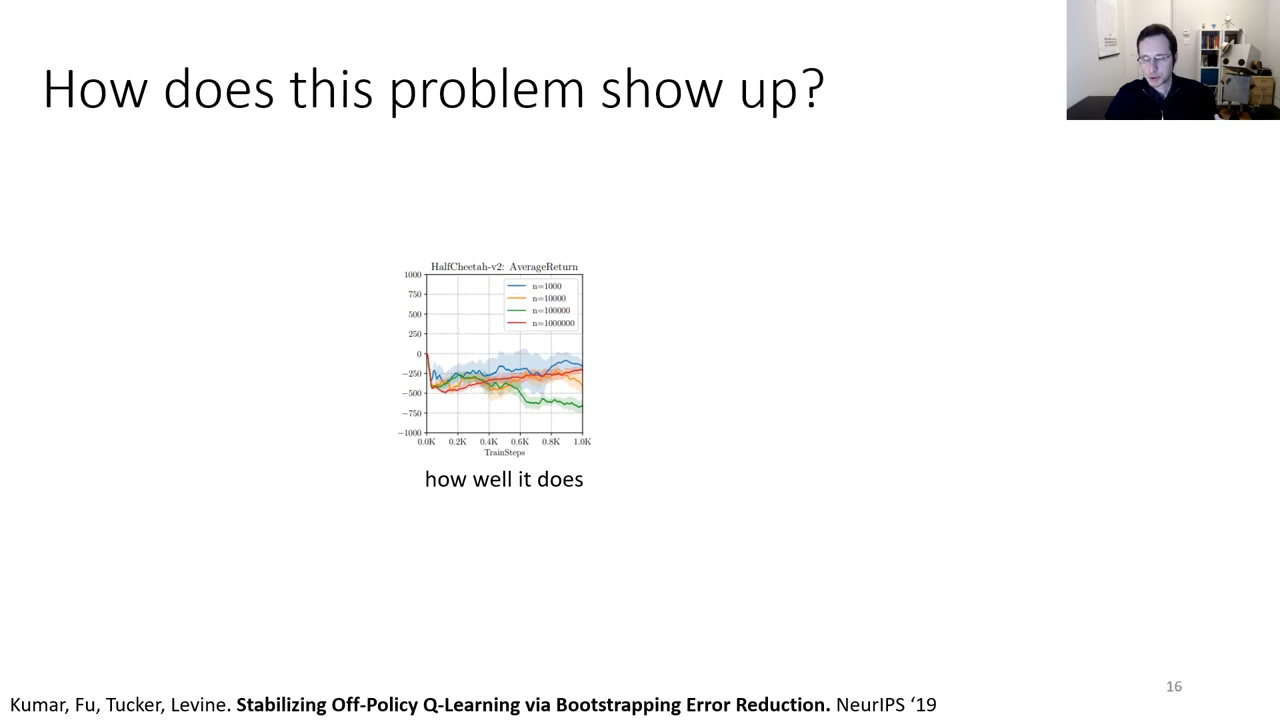 How does this problem show up?
HalfCheetah-v2: AverageReturn
1000
750
500
250
0
−250
−500
−750
−1000
n=1000
n=10000
n=100000
n=1000000
0.0K 0.2K 0.4K 0.6K 0.8K 1.0K
TrainSteps
how well it does
16
Kumar, Fu, Tucker, Levine. Stabilizing Off-Policy Q-Learning via Bootstrapping Error Reduction. NeurIPS ‘19